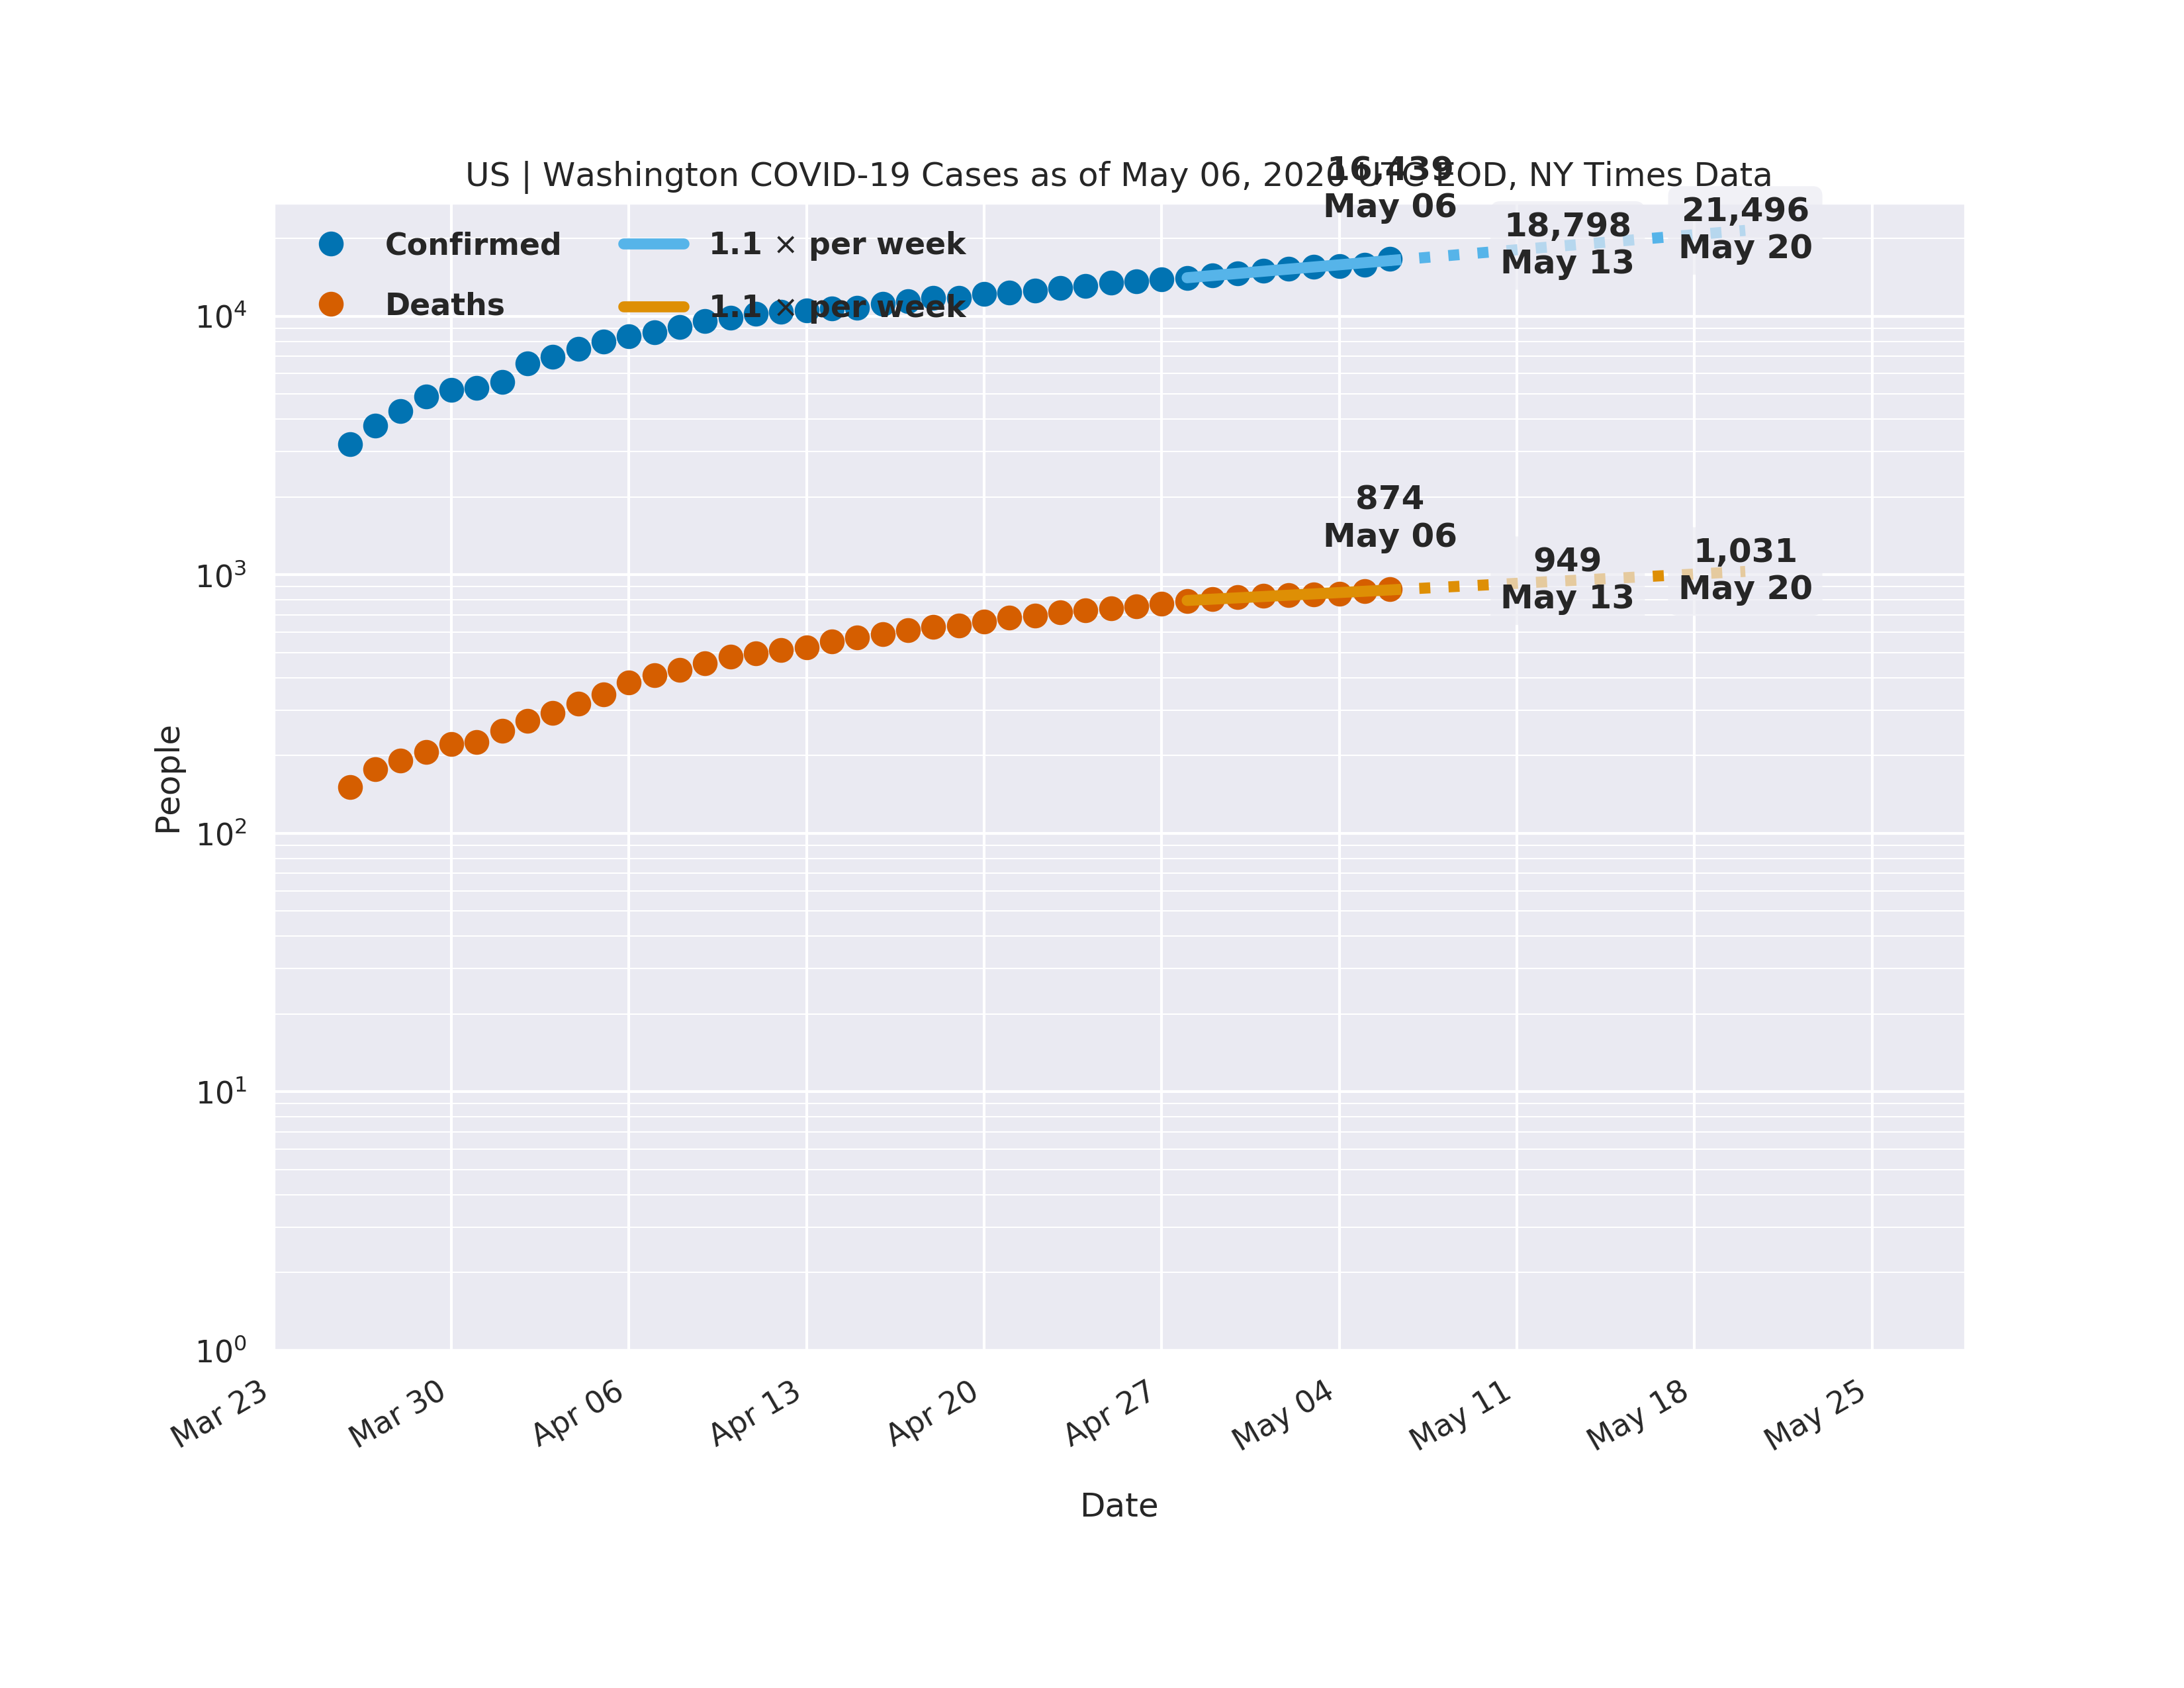 US | Washington COVID-19 Cases as of May 06, 2020 UTC EOD, NY Times Data
16,439
May 06
18,798
May 13
21,496
May 20
Confirmed
Deaths
1.1 × per week
1.1 × per week
874
May 06
949
May 13
1,031
May 20
People
10⁴
10³
10²
10¹
10⁰
Mar 23
Mar 30
Apr 06
Apr 13
Apr 20
Apr 27
May 04
May 11
May 18
May 25
Date